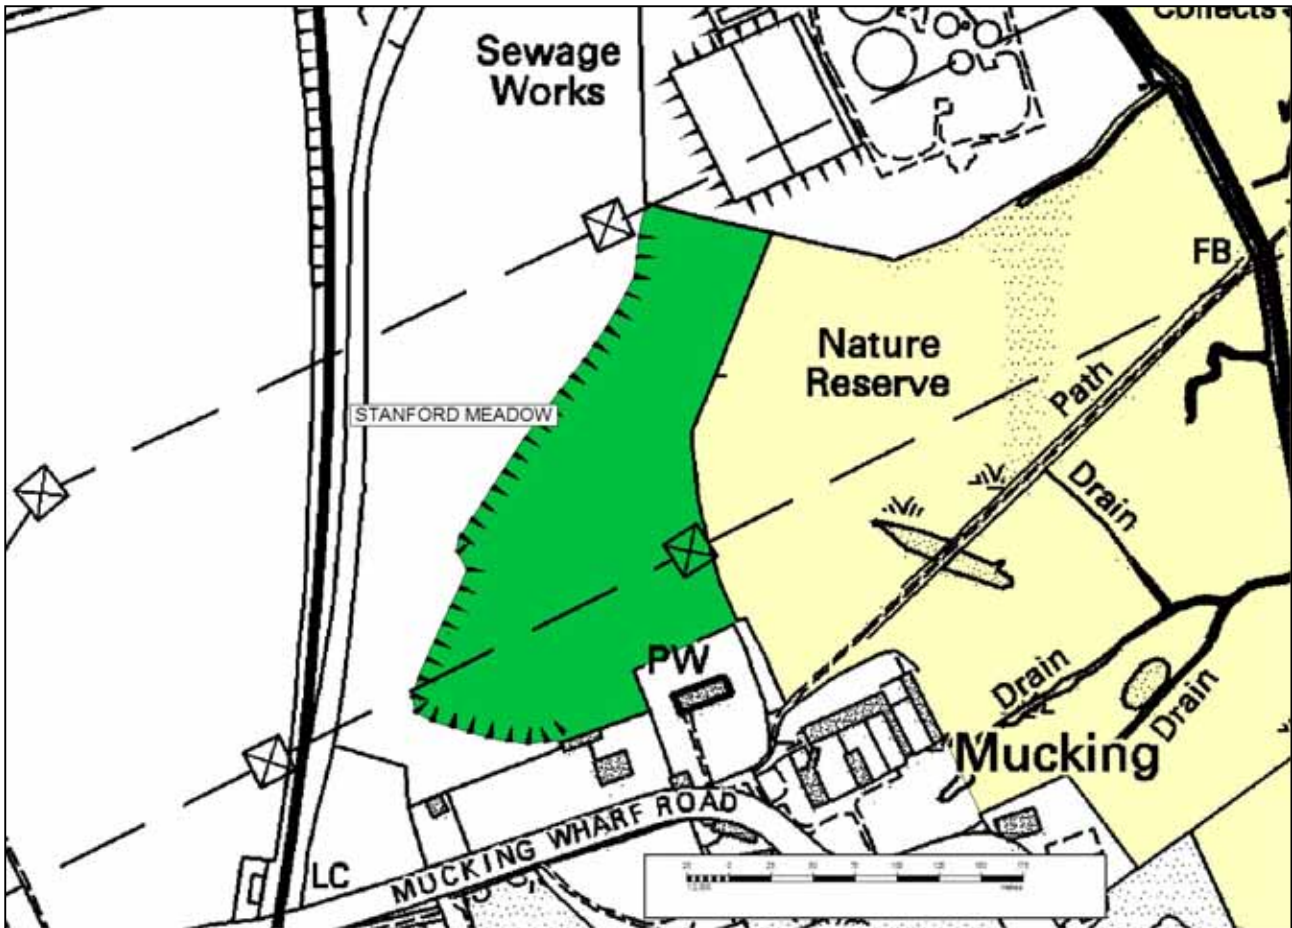 Collects
Sewage
Works
FB
Nature
Reserve
Path
STANFORD MEADOW
Drain
PW
Drain
Drain
Mucking
MUCKING WHARF ROAD
LC